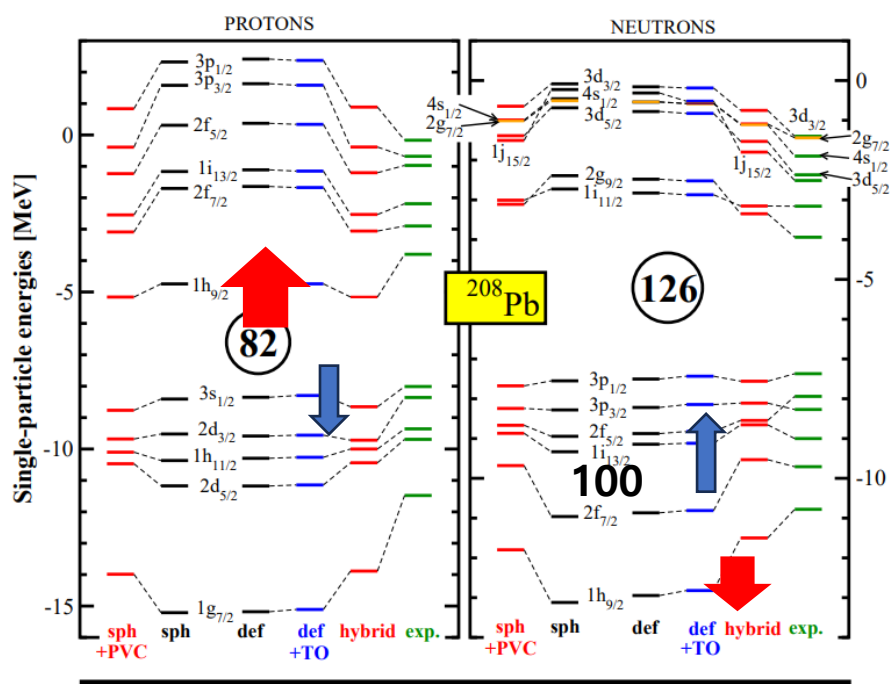 PROTONS
NEUTRONS
Single-particle energies [MeV]
0
-5
-10
-15
3p1/2
3p3/2
2f5/2
1i13/2
2f7/2
1h9/2
82
3s1/2
2d3/2
1h11/2
2d5/2
1g7/2
sph
+PVC
sph
def
def
+TO
hybrid
exp.
208Pb
4s1/2
2g7/2
1j15/2
3d3/2
4s1/2
3d5/2
2g9/2
1i11/2
126
1j15/2
3d3/2
2g7/2
4s1/2
3d5/2
0
-5
-10
3p1/2
3p3/2
2f5/2
1i13/2
100
2f7/2
1h9/2
sph
+PVC
sph
def
def
+TO
hybrid
exp.